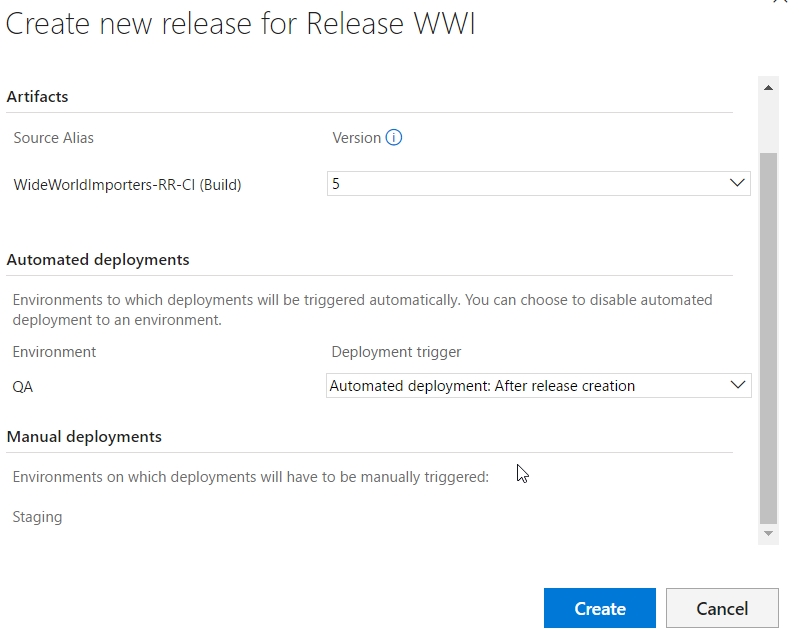 Create new release for Release WWI
Artifacts
Source Alias Version
WideWorldImporters-RR-CI (Build) 5
Automated deployments
Environments to which deployments will be triggered automatically. You can choose to disable automated
deployment to an environment.
Environment Deployment trigger
QA Automated deployment: After release creation
Manual deployments
Environments on which deployments will have to be manually triggered:
Staging
Create Cancel